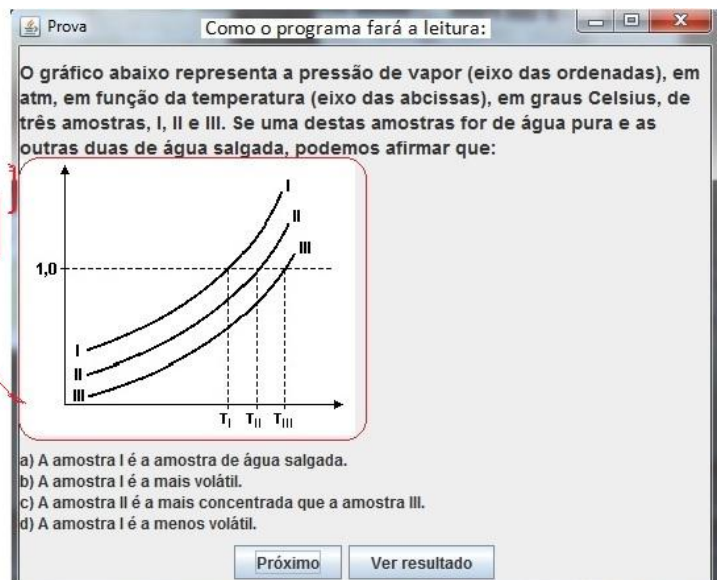 Prova
Como o programa fará a leitura:
O gráfico abaixo representa a pressão de vapor (eixo das ordenadas), em
atm, em função da temperatura (eixo das abcissas), em graus Celsius, de
três amostras, I, II e III. Se uma destas amostras for de água pura e as
outras duas de água salgada, podemos afirmar que:
I
II
III
1,0
I
II
III
TI TII TIII
a) A amostra I é a amostra de água salgada.
b) A amostra I é a mais volátil.
c) A amostra II é a mais concentrada que a amostra III.
d) A amostra I é a menos volátil.
Próximo Ver resultado